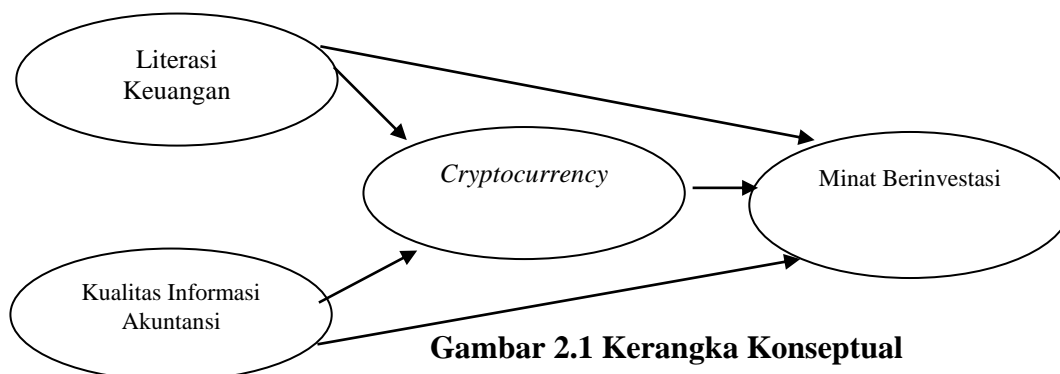 Literasi
Keuangan
Cryptocurrency
Minat Berinvestasi
Kualitas Informasi
Akuntansi
Gambar 2.1 Kerangka Konseptual